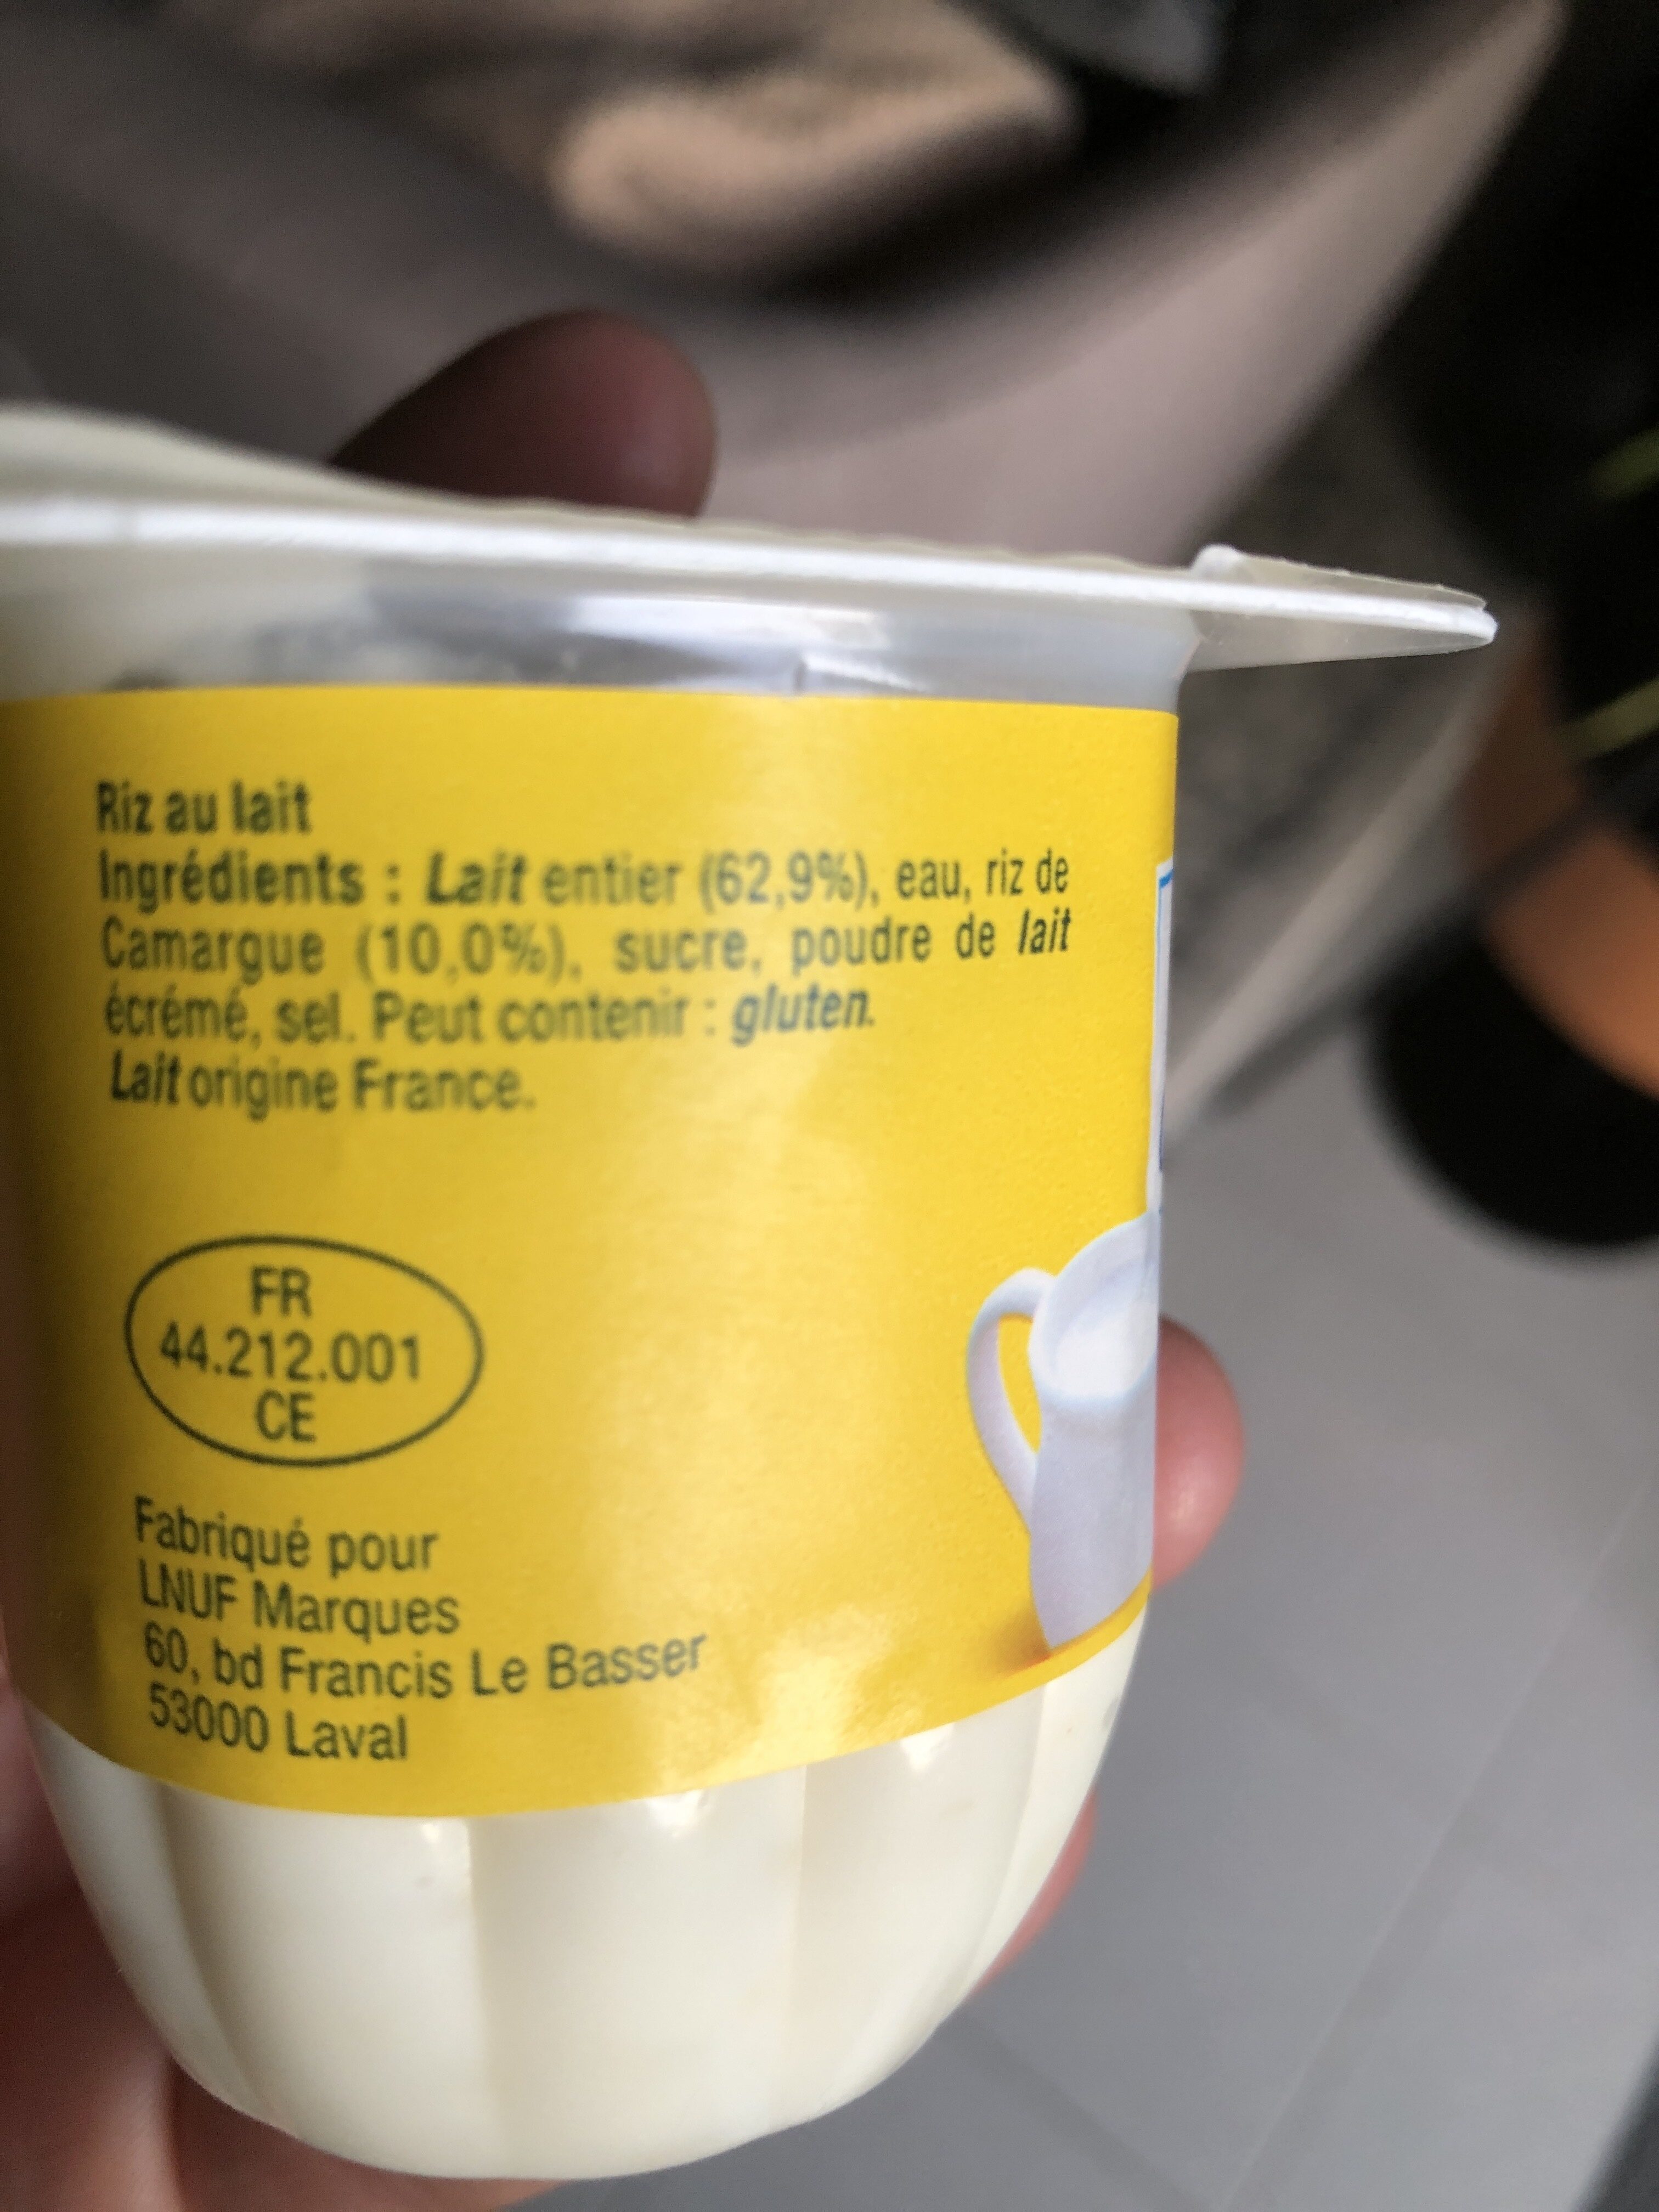 Riz au lait
Ingrédients : Lait entier (62,9%), eau, riz de
Camargue (10,0%), sucre, poudre de lait
écrémé, sel. Peut contenir : gluten.
Lait origine France.
FR
44.212.001
CE
Fabriqué pour
LNUF Marques
60, bd Francis Le Basser
53000 Laval